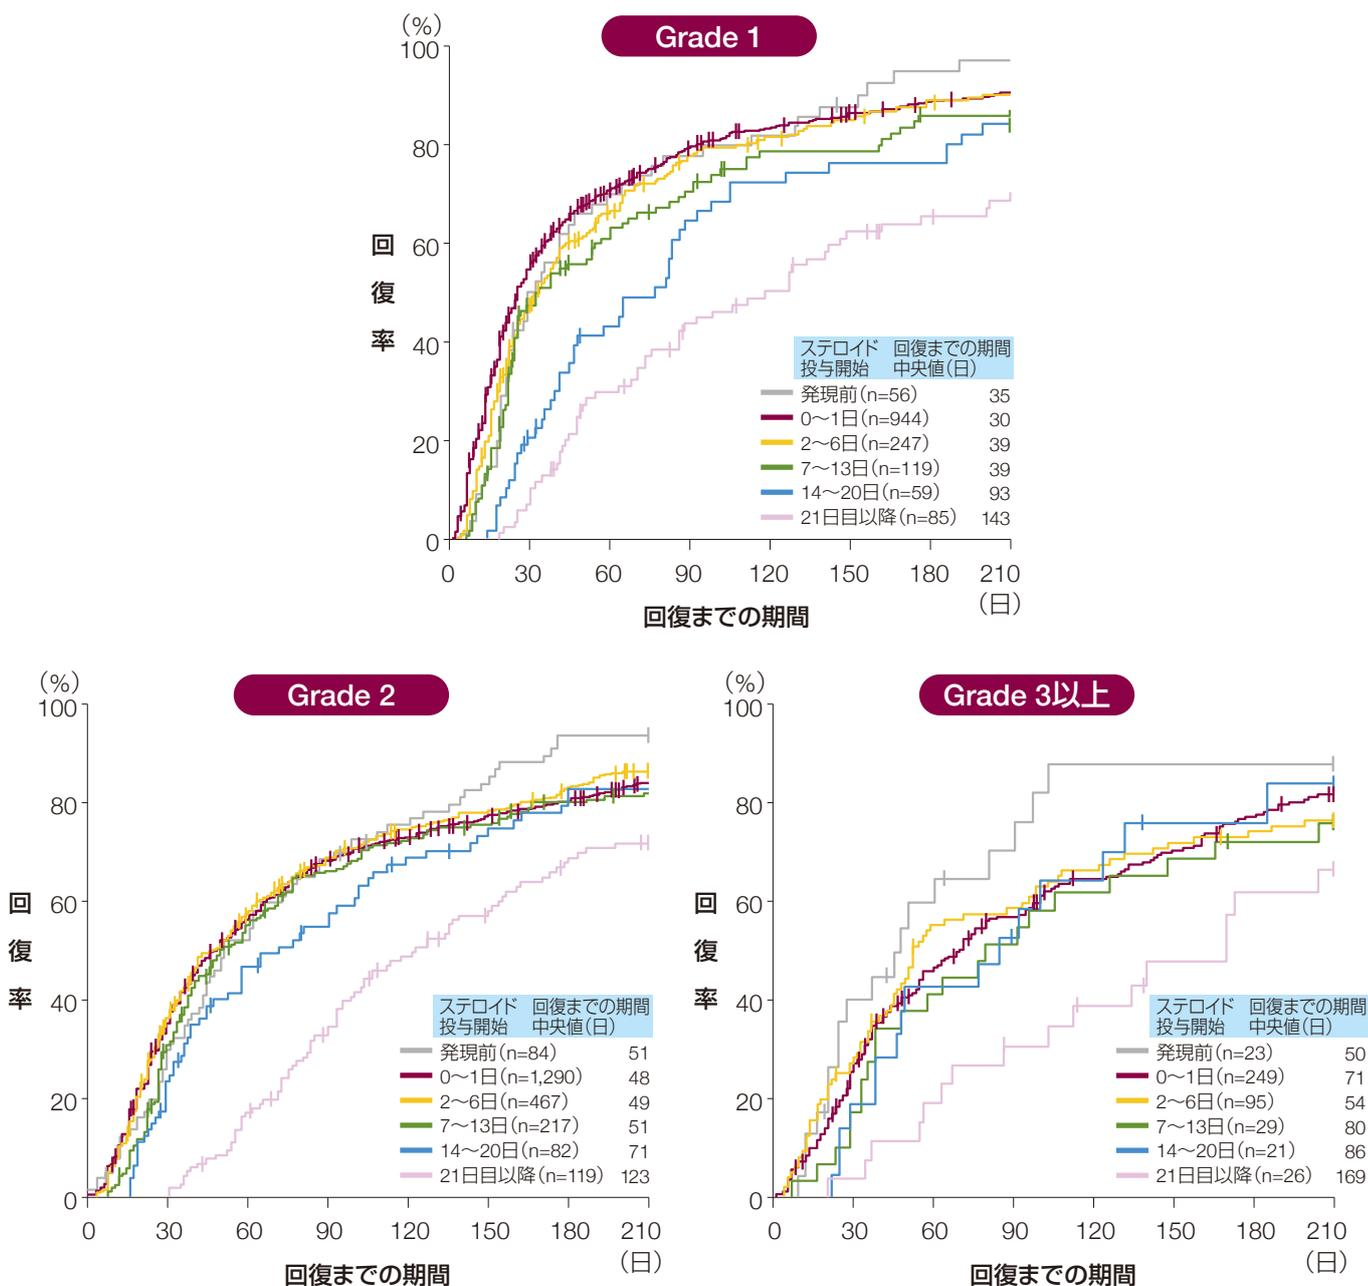 Grade 1
(%)
100
80
60
40
20
0
回復率
0 30 60 90 120 150 180 210
(日)
回復までの期間
ステロイド 回復までの期間
投与開始 中央値(日)
発現前(n=56) 35
0〜1日(n=944) 30
2〜6日(n=247) 39
7〜13日(n=119) 39
14〜20日(n=59) 93
21日目以降(n=85) 143
Grade 2
(%)
100
80
60
40
20
0
回復率
0 30 60 90 120 150 180 210
(日)
回復までの期間
ステロイド 回復までの期間
投与開始 中央値(日)
発現前(n=84) 51
0〜1日(n=1,290) 48
2〜6日(n=467) 49
7〜13日(n=217) 51
14〜20日(n=82) 71
21日目以降(n=119) 123
Grade 3以上
(%)
100
80
60
40
20
0
回復率
0 30 60 90 120 150 180 210
(日)
回復までの期間
ステロイド 回復までの期間
投与開始 中央値(日)
発現前(n=23) 50
0〜1日(n=249) 71
2〜6日(n=95) 54
7〜13日(n=29) 80
14〜20日(n=21) 86
21日目以降(n=26) 169